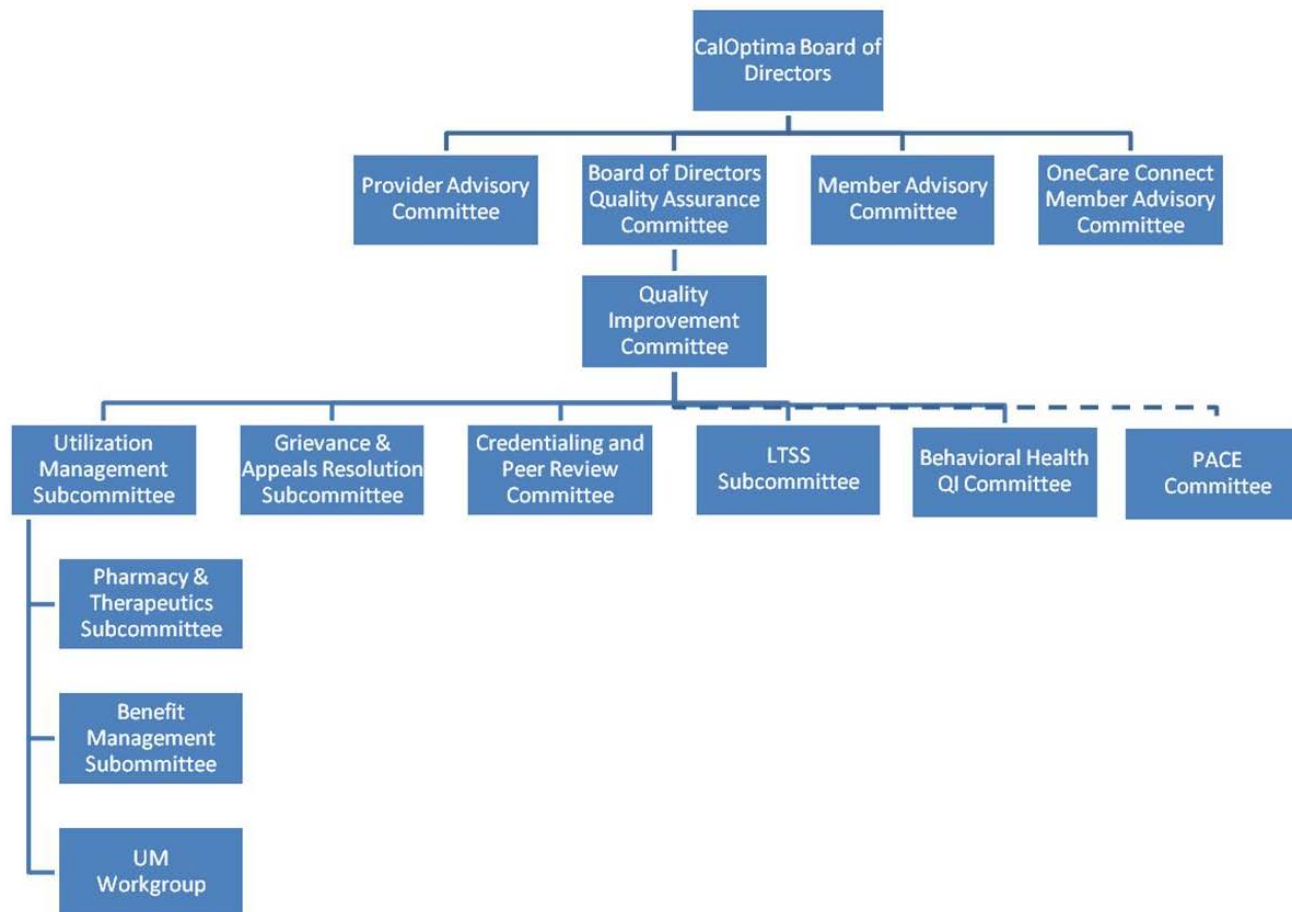 CalOptima Board of
Directors
Provider Advisory
Committee
Board of Directors
Quality Assurance
Committee
Member Advisory
Committee
OneCare Connect
Member Advisory
Committee
Quality
Improvement
Committee
Utilization
Management
Subcommittee
Grievance &
Appeals Resolution
Subcommittee
Credentialing and
Peer Review
Committee
LTSS
Subcommittee
Behavioral Health
QI Committee
PACE
Committee
Pharmacy &
Therapeutics
Subcommittee
Benefit
Management
Subommittee
UM
Workgroup